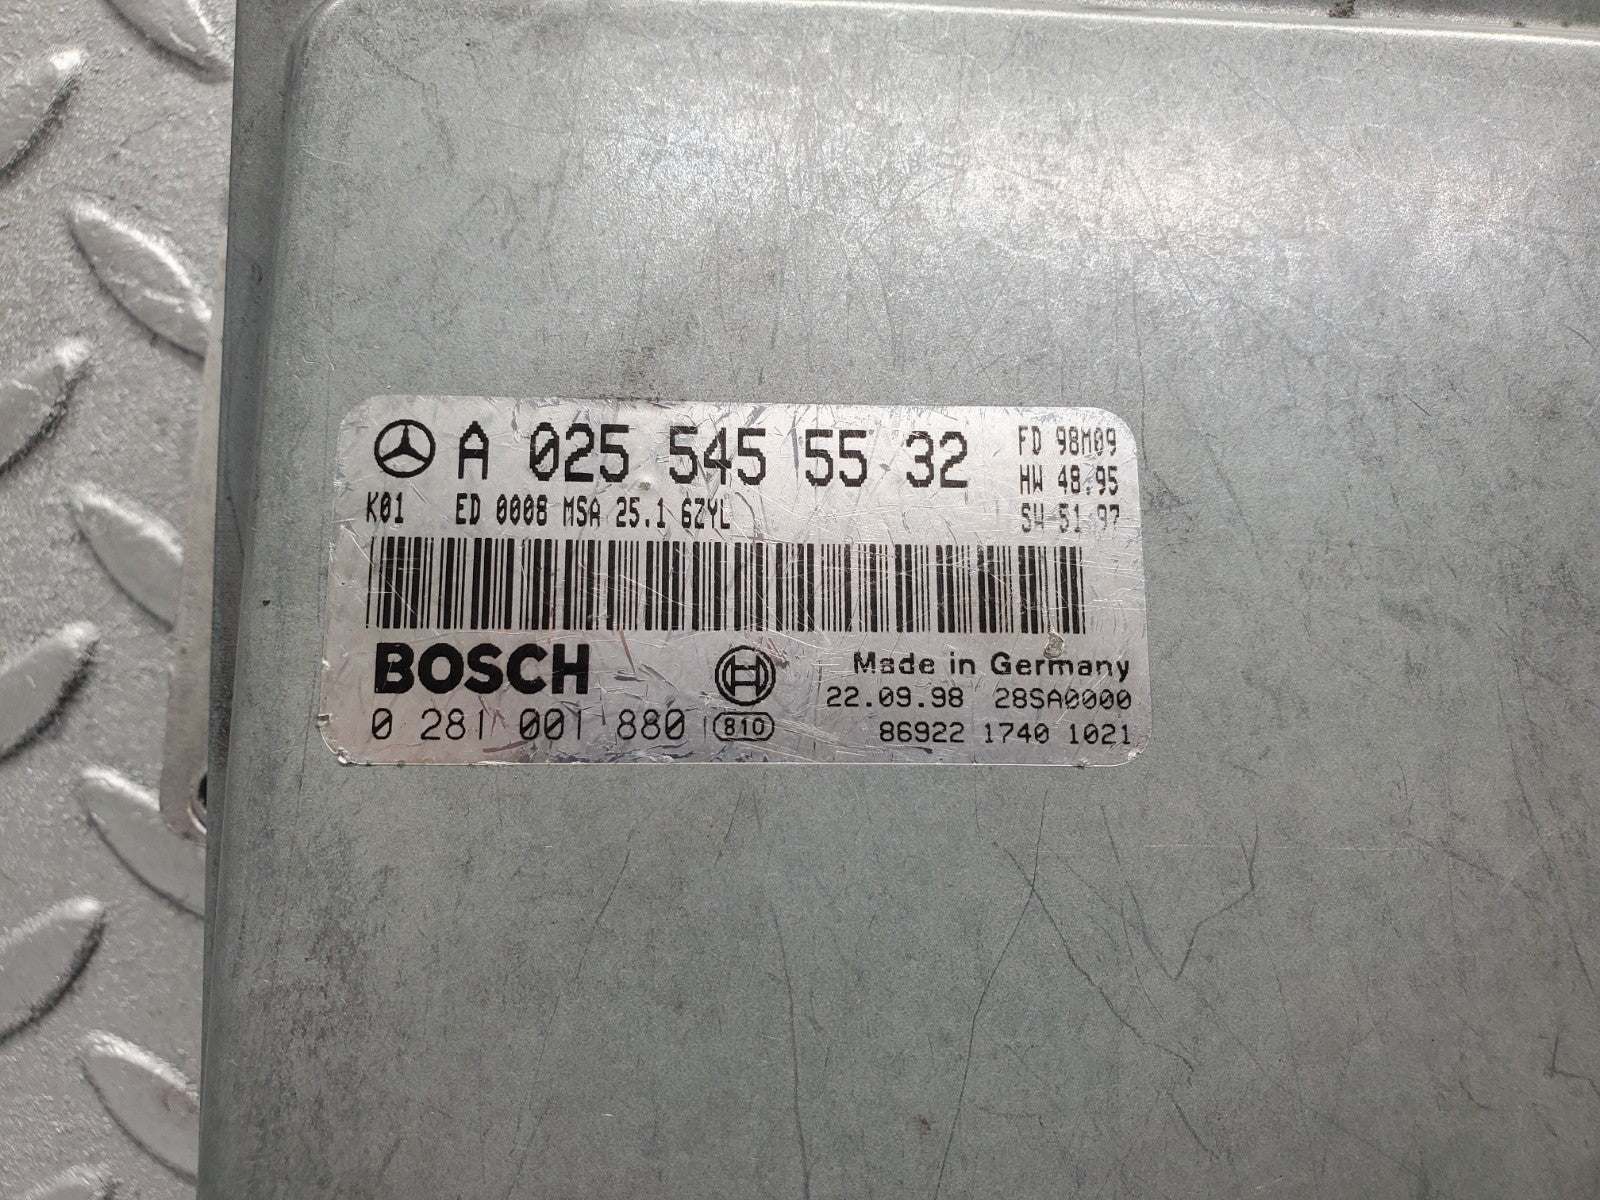 A 025 545 55 32 FD 98M09
HW 48.95
K01 ED 0008 MSA 25.1 6ZYL SW 51.97
BOSCH Made in Germany
22.09.98 28SA0000
0 281 001 880 810 86922 1740 1021